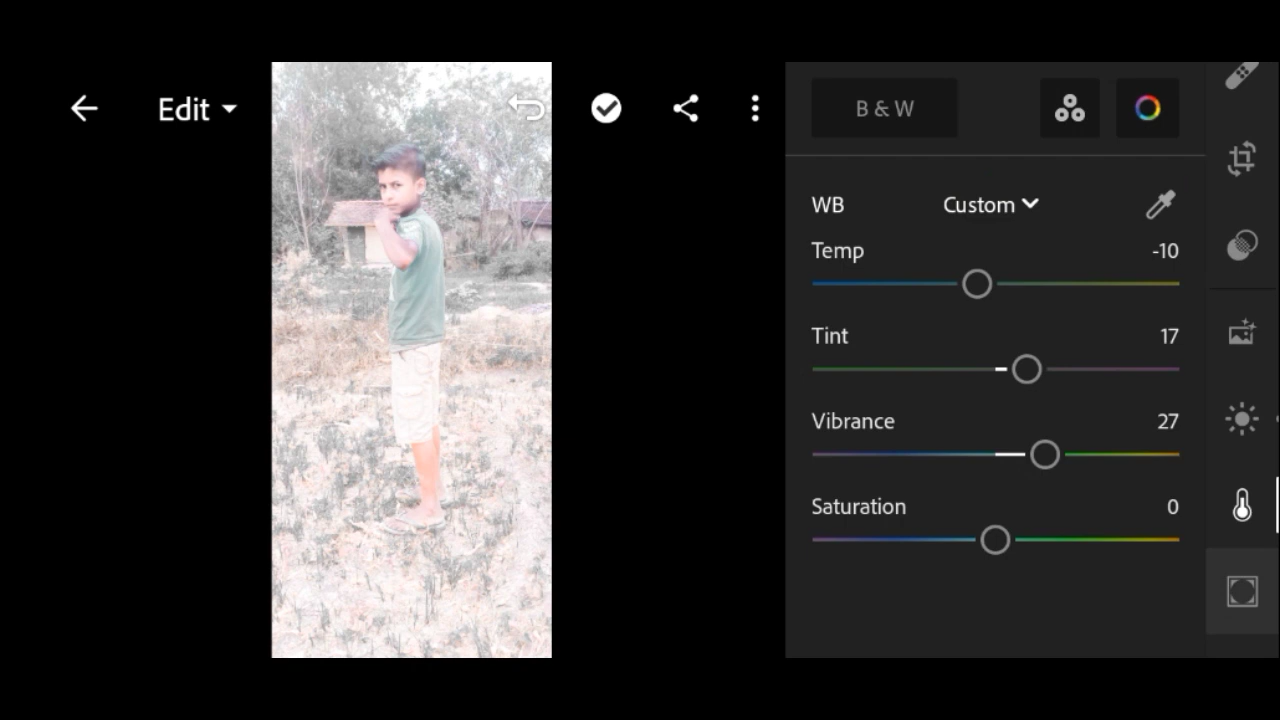 Edit
B & W
WB Custom
Temp -10
Tint 17
Vibrance 27
Saturation 0